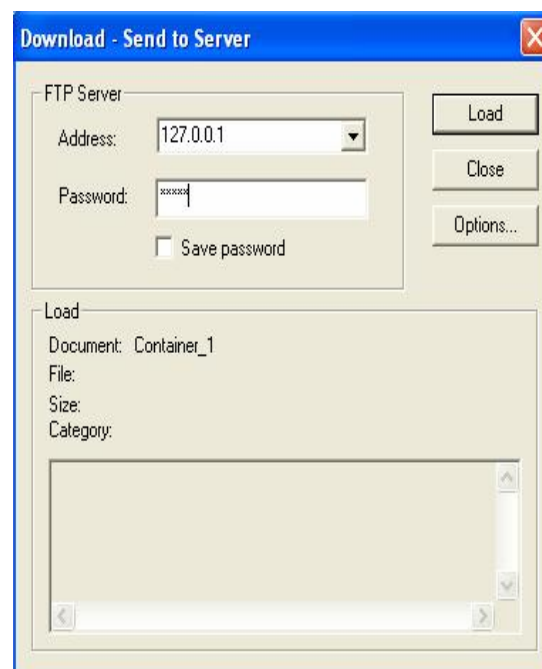 Download - Send to Server
FTP Server
Address: 127.0.0.1
Load
Close
Password: xxxxx
Options...
Save password
Load
Document: Container_1
File:
Size:
Category: